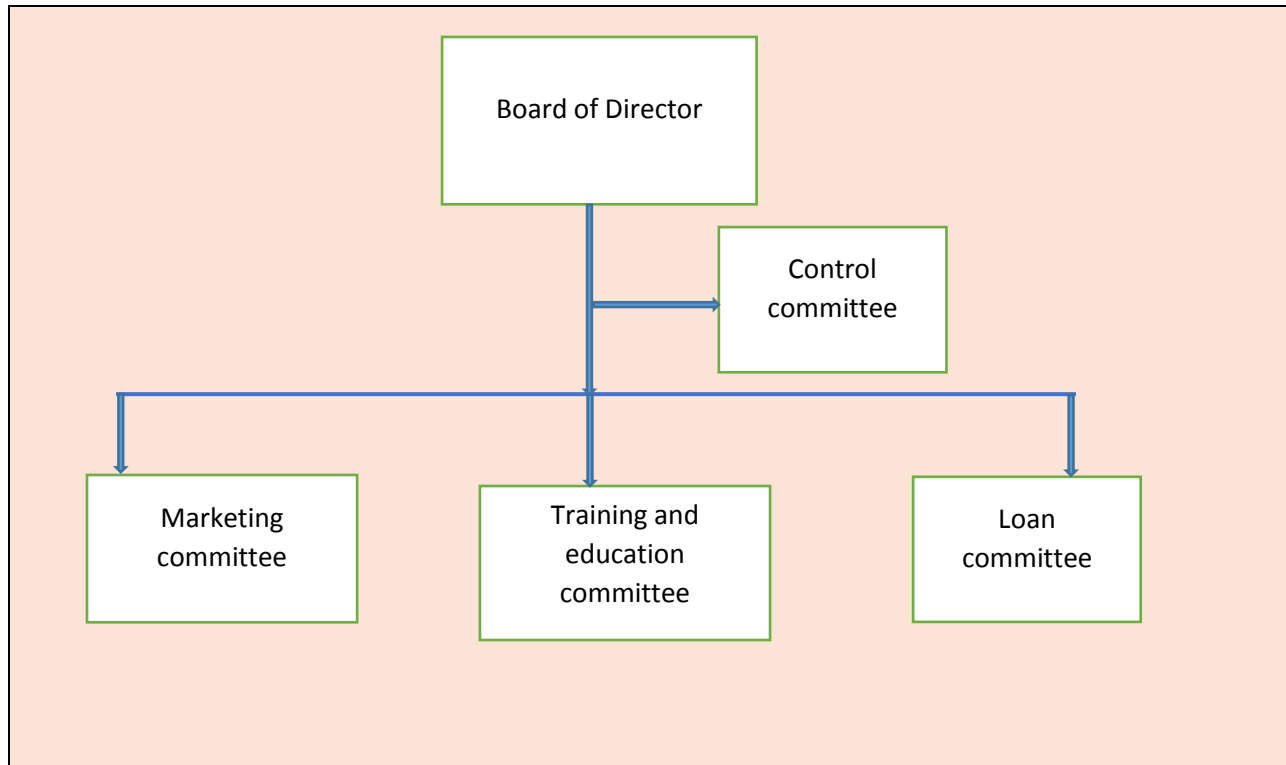 Board of Director
Control
committee
Marketing
committee
Training and
education
committee
Loan
committee